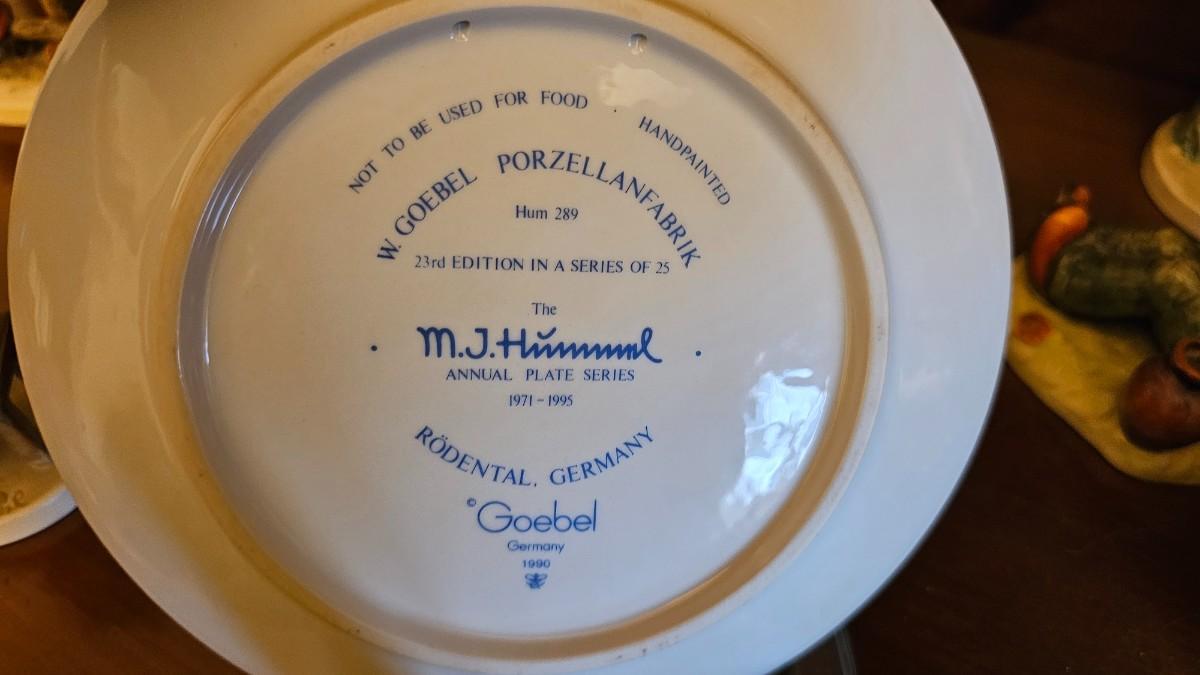 NOT TO BE USED FOR FOOD · HANDPAINTED
W. GOEBEL PORZELLANFABRIK
Hum 289
23rd EDITION IN A SERIES OF 25
The
· M.J.Hummel ·
ANNUAL PLATE SERIES
1971 - 1995
RÖDENTAL, GERMANY
© Goebel
Germany
1990